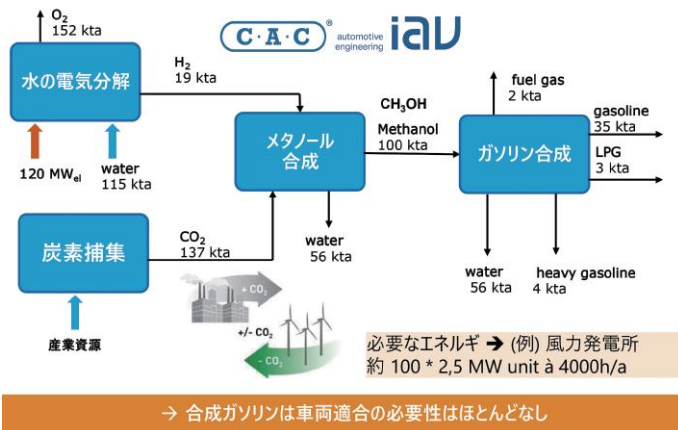 O₂
152 kta
C·A·C®
automotive
engineering
iav
水の電気分解
H₂
19 kta
120 MWel
water
115 kta
メタノール
合成
CH₃OH
Methanol
100 kta
fuel gas
2 kta
ガソリン合成
gasoline
35 kta
LPG
3 kta
炭素捕集
CO₂
137 kta
water
56 kta
water
56 kta
heavy gasoline
4 kta
産業資源
+ CO₂
+/- CO₂
- CO₂
必要なエネルギ ➔ (例) 風力発電所
約 100 * 2,5 MW unit à 4000h/a
→ 合成ガソリンは車両適合の必要性はほとんどなし